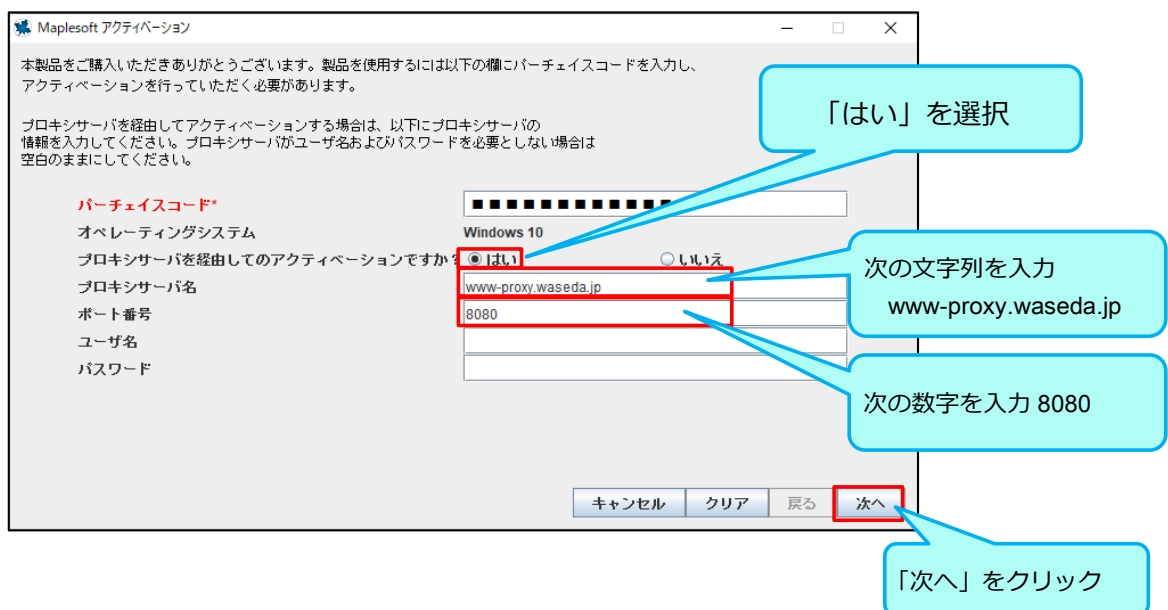 Maplesoft アクティベーション
本製品をご購入いただきありがとうございます。製品を使用するには以下の欄にパーチェイスコードを入力し、
アクティベーションを行っていただく必要があります。
プロキシサーバを経由してアクティベーションする場合は、以下にプロキシサーバの
情報を入力してください。プロキシサーバがユーザ名およびパスワードを必要としない場合は
空白のままにしてください。
「はい」を選択
パーチェイスコード* ■■■■■■■■■■■■
オペレーティングシステム Windows 10
プロキシサーバを経由してのアクティベーションですか? はい いいえ
プロキシサーバ名 www-proxy.waseda.jp
ポート番号 8080
ユーザ名
パスワード
次の文字列を入力
www-proxy.waseda.jp
次の数字を入力 8080
キャンセル クリア 戻る 次へ
「次へ」をクリック